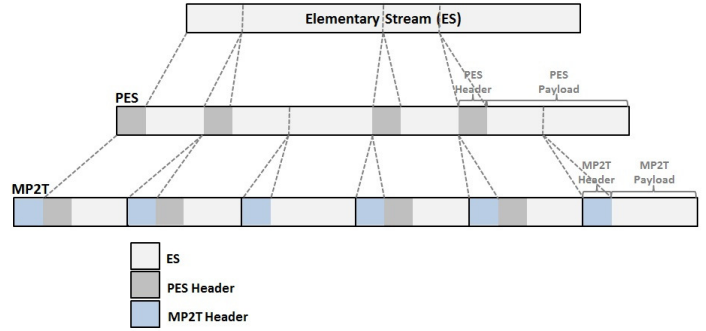 Elementary Stream (ES)
PES
PES
Header
PES
Payload
MP2T
MP2T
Header
MP2T
Payload
ES
PES Header
MP2T Header